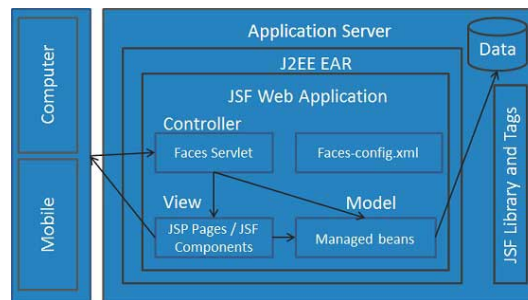 Computer
Mobile
Application Server
J2EE EAR
JSF Web Application
Controller
Faces Servlet
Faces-config.xml
View
Model
JSP Pages / JSF
Components
Managed beans
Data
JSF Library and Tags